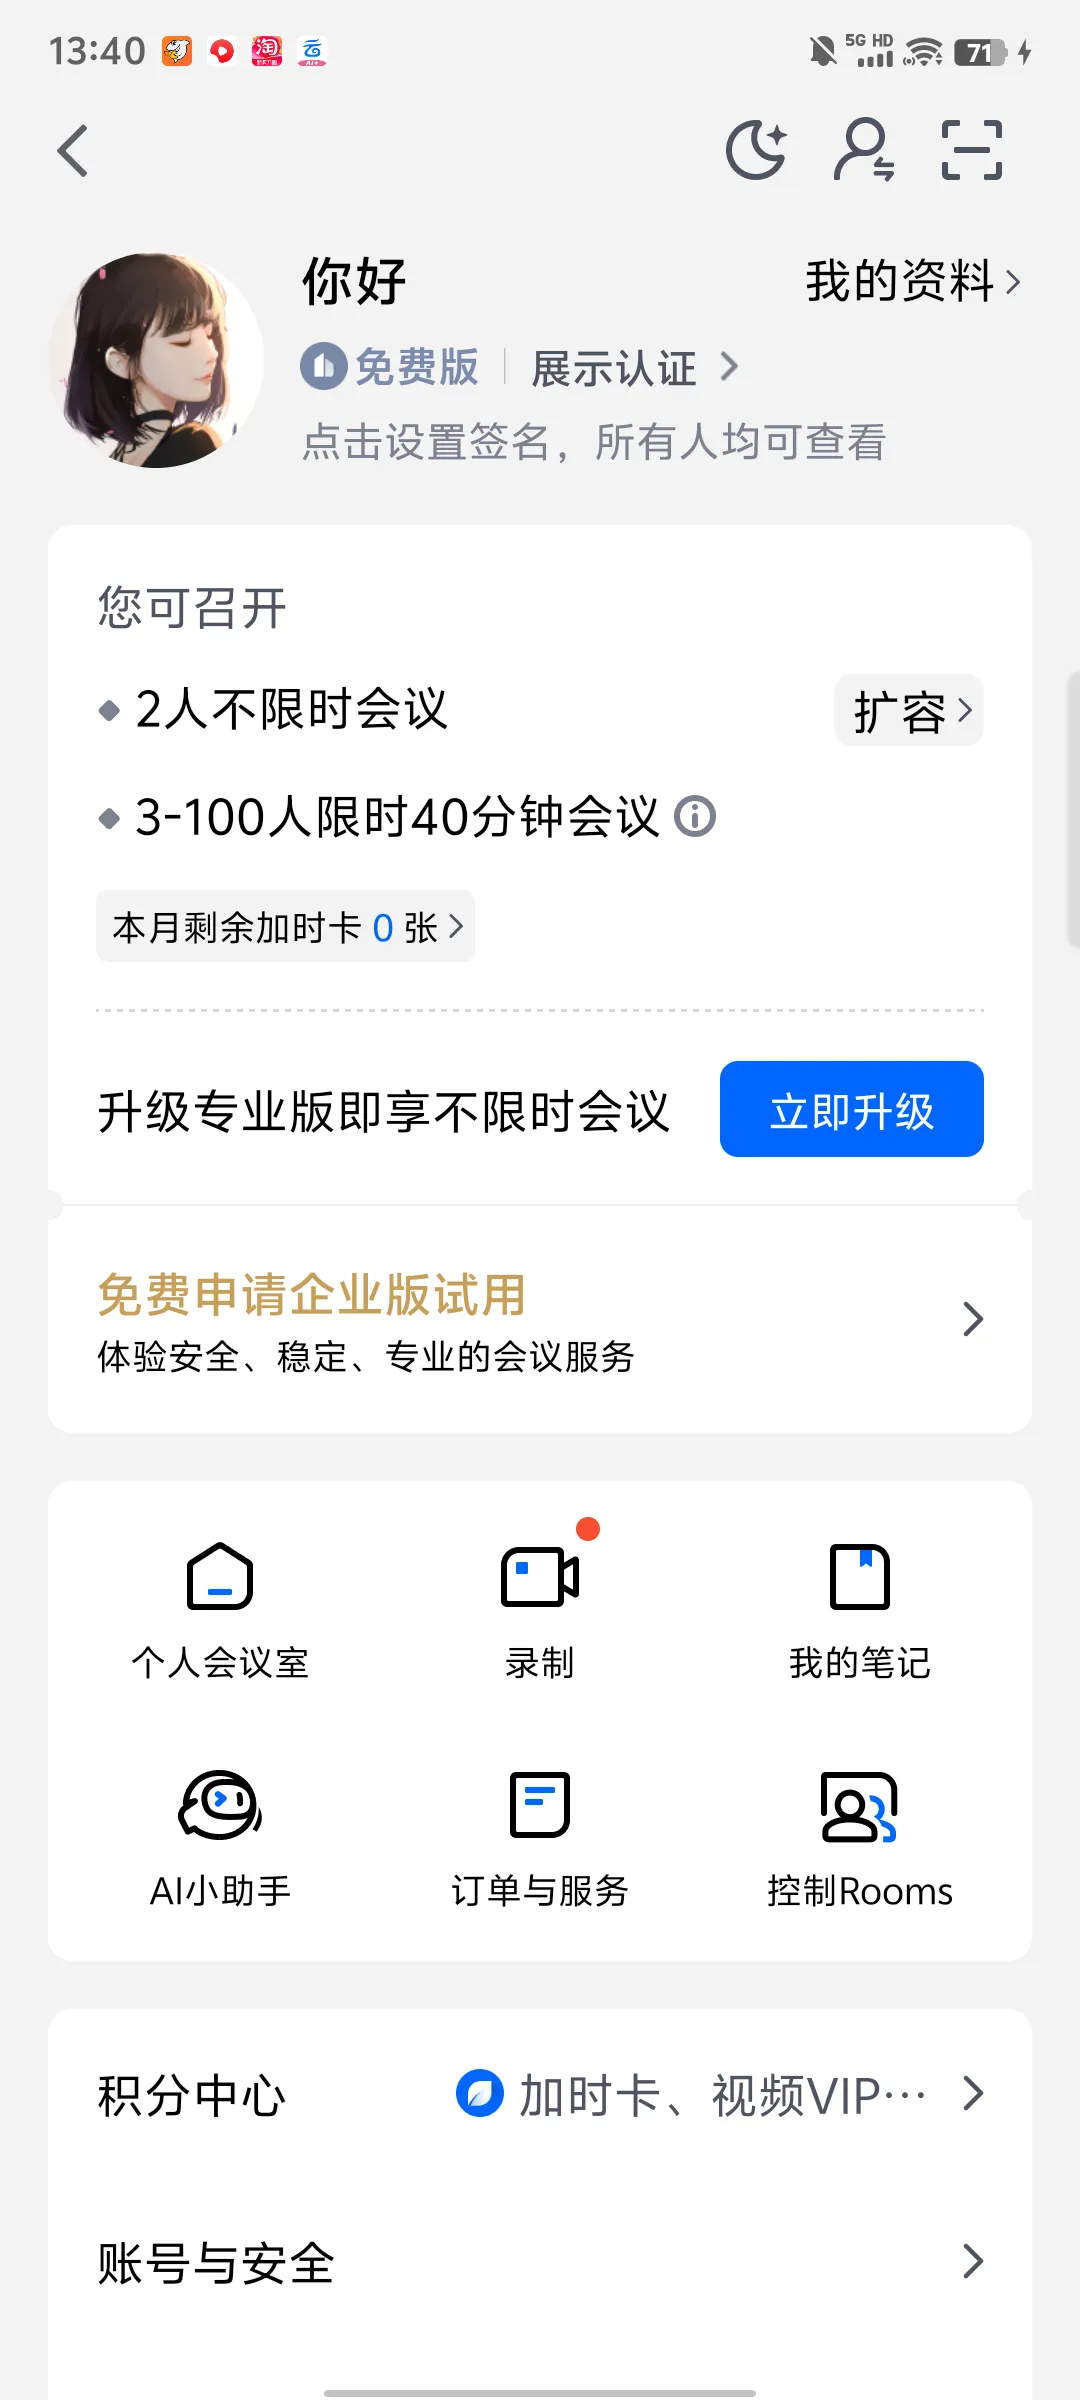 13:40
5G HD
71
你好
我的资料
免费版
展示认证
点击设置签名，所有人均可查看
您可召开
2人不限时会议
扩容
3-100人限时40分钟会议
本月剩余加时卡 0 张
升级专业版即享不限时会议
立即升级
免费申请企业版试用
体验安全、稳定、专业的会议服务
个人会议室
录制
我的笔记
AI小助手
订单与服务
控制Rooms
积分中心
加时卡、视频VIP…
账号与安全